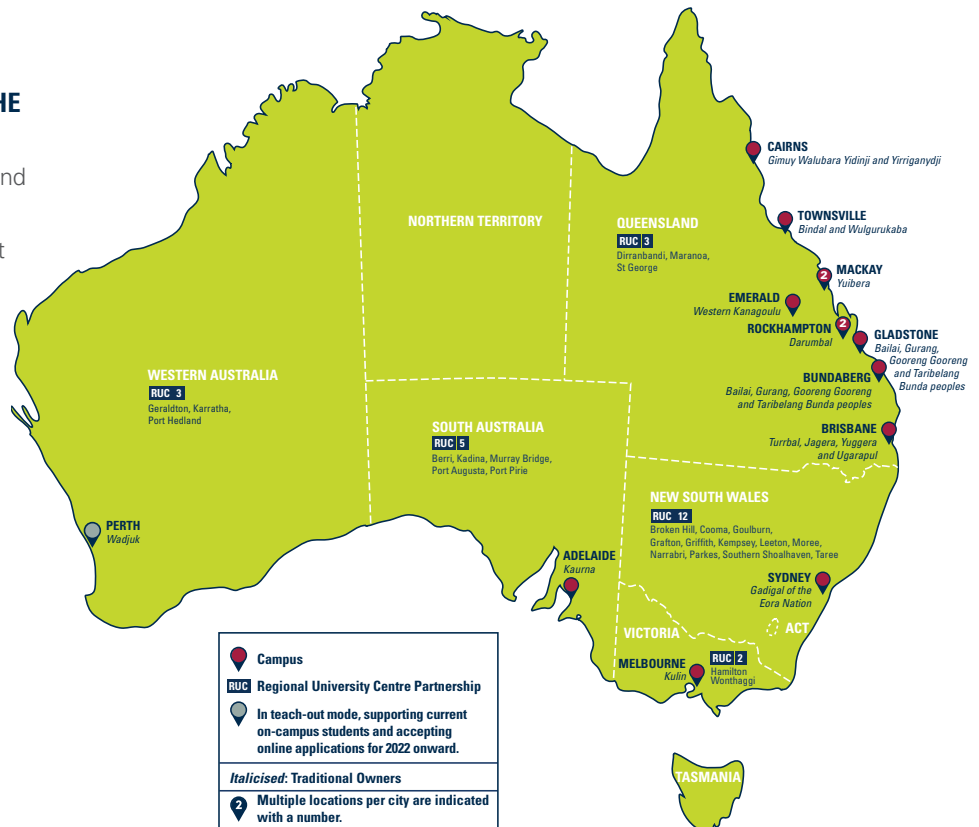 HE
nd
t
CAIRNS
Gimuy Walubara Yidinji and Yirriganydji
TOWNSVILLE
Bindal and Wulgurukaba
NORTHERN TERRITORY
QUEENSLAND
RUC 3
Dirranbandi, Maranoa,
St George
2
MACKAY
Yuibera
EMERALD
Western Kanagoulu
2
ROCKHAMPTON
Darumbal
GLADSTONE
Bailai, Gurang,
Gooreng Gooreng
and Taribelang
Bunda peoples
BUNDABERG
Bailai, Gurang, Gooreng Gooreng
and Taribelang Bunda peoples
BRISBANE
Turrbal, Jagera, Yuggera
and Ugarapul
WESTERN AUSTRALIA
RUC 3
Geraldton, Karratha,
Port Hedland
SOUTH AUSTRALIA
RUC 5
Berri, Kadina, Murray Bridge,
Port Augusta, Port Pirie
NEW SOUTH WALES
RUC 12
Broken Hill, Cooma, Goulburn,
Grafton, Griffith, Kempsey, Leeton, Moree,
Narrabri, Parkes, Southern Shoalhaven, Taree
PERTH
Wadjuk
ADELAIDE
Kaurna
SYDNEY
Gadigal of the
Eora Nation
VICTORIA
ACT
MELBOURNE
Kulin
RUC 2
Hamilton
Wonthaggi
TASMANIA
Campus
RUC Regional University Centre Partnership
In teach-out mode, supporting current
on-campus students and accepting
online applications for 2022 onward.
Italicised: Traditional Owners
2 Multiple locations per city are indicated
with a number.